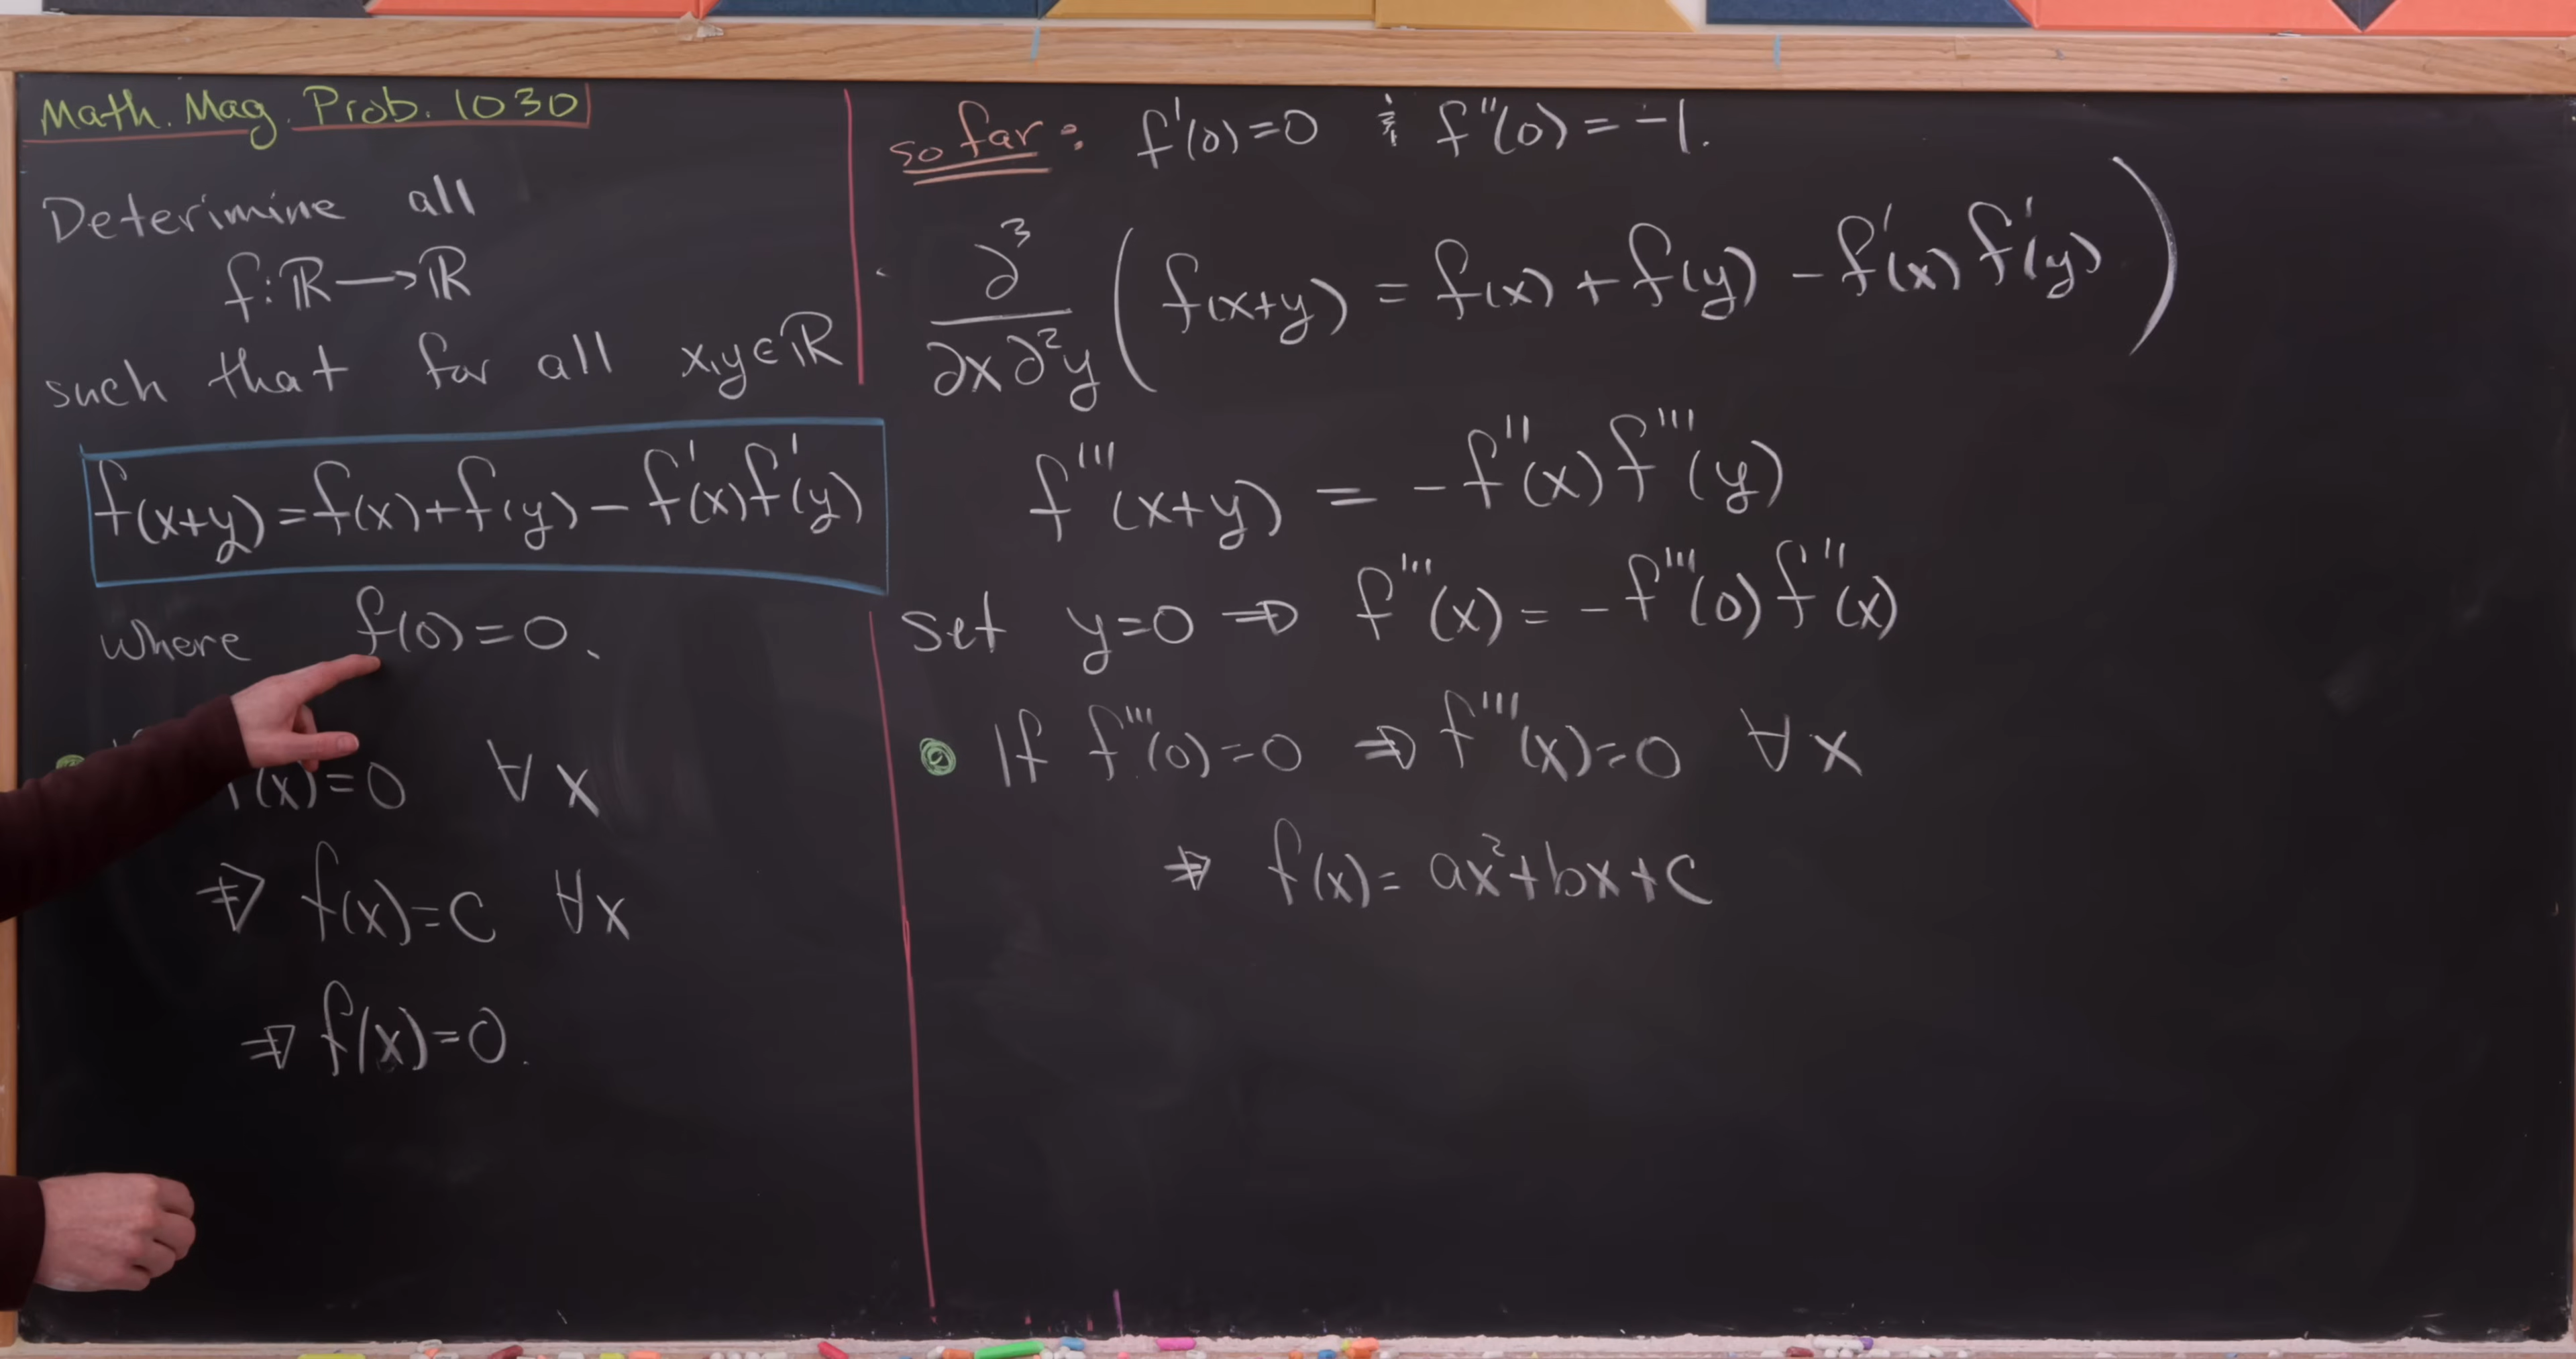 Math. Mag. Prob. 1030
Deterimine all
f: ℝ ⟶ ℝ
such that for all x,y∈ℝ
f(x+y)=f(x)+f(y)-f'(x)f'(y)
where f(0)=0.
(x)=0 ∀x
⇒ f(x)=C ∀x
⇒ f(x)=0.
so far: f'(0)=0 & f''(0)=-1.
∂³/∂x∂²y ( f(x+y) = f(x) + f(y) - f'(x)f'(y) )
f'''(x+y) = -f''(x)f'''(y)
Set y=0 ⇒ f'''(x) = -f'''(0)f''(x)
If f'''(0)=0 ⇒ f'''(x)=0 ∀x
⇒ f(x)= ax²+bx+c